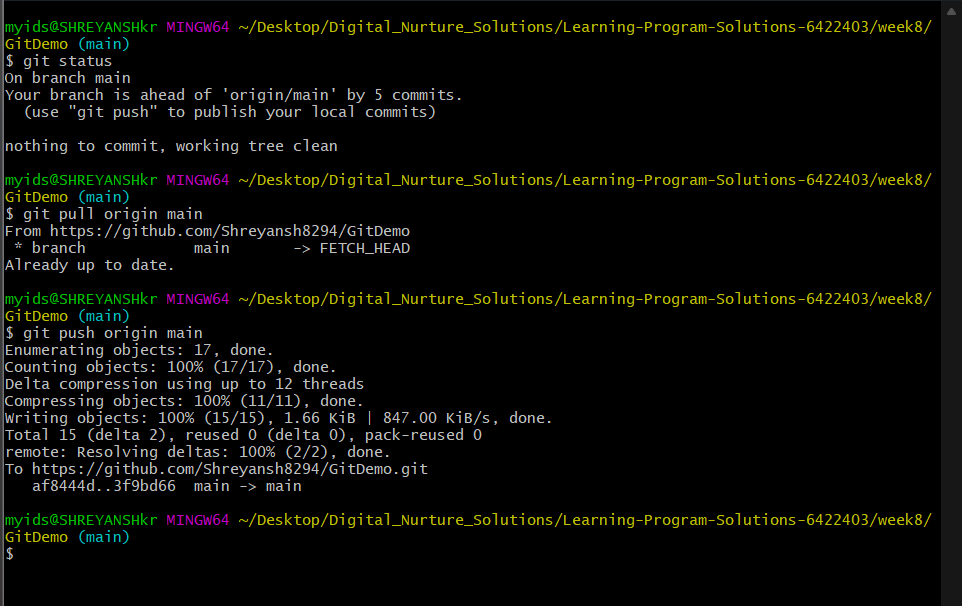 myids@SHREYANSHkr MINGW64 ~/Desktop/Digital_Nurture_Solutions/Learning-Program-Solutions-6422403/week8/
GitDemo (main)
$ git status
On branch main
Your branch is ahead of 'origin/main' by 5 commits.
  (use "git push" to publish your local commits)

nothing to commit, working tree clean

myids@SHREYANSHkr MINGW64 ~/Desktop/Digital_Nurture_Solutions/Learning-Program-Solutions-6422403/week8/
GitDemo (main)
$ git pull origin main
From https://github.com/Shreyansh8294/GitDemo
 * branch            main       -> FETCH_HEAD
Already up to date.

myids@SHREYANSHkr MINGW64 ~/Desktop/Digital_Nurture_Solutions/Learning-Program-Solutions-6422403/week8/
GitDemo (main)
$ git push origin main
Enumerating objects: 17, done.
Counting objects: 100% (17/17), done.
Delta compression using up to 12 threads
Compressing objects: 100% (11/11), done.
Writing objects: 100% (15/15), 1.66 KiB | 847.00 KiB/s, done.
Total 15 (delta 2), reused 0 (delta 0), pack-reused 0
remote: Resolving deltas: 100% (2/2), done.
To https://github.com/Shreyansh8294/GitDemo.git
   af8444d..3f9bd66  main -> main

myids@SHREYANSHkr MINGW64 ~/Desktop/Digital_Nurture_Solutions/Learning-Program-Solutions-6422403/week8/
GitDemo (main)
$